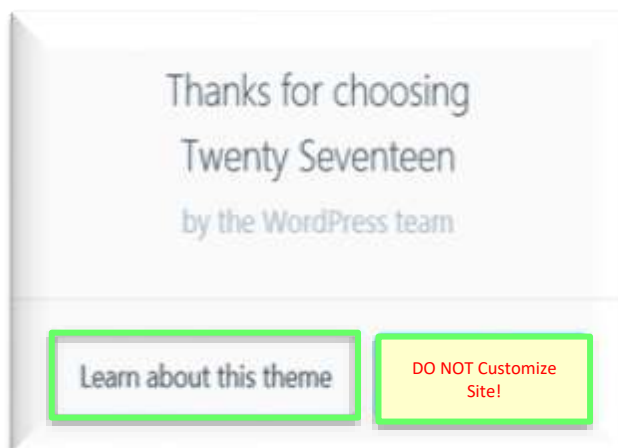 Thanks for choosing
Twenty Seventeen
by the WordPress team
Learn about this theme
DO NOT Customize
Site!